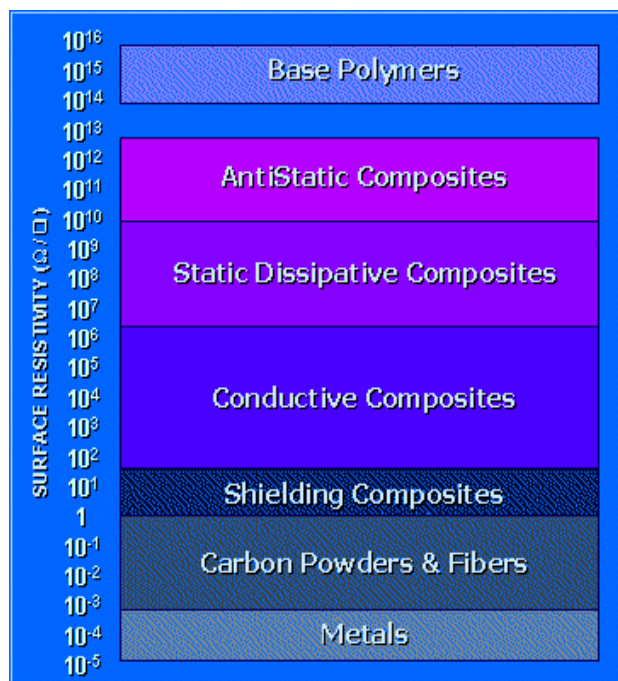 10¹⁶
Base Polymers
10¹⁵
10¹⁴
10¹³
10¹²
AntiStatic Composites
10¹¹
10¹⁰
10⁹
Static Dissipative Composites
10⁸
10⁷
10⁶
10⁵
Conductive Composites
10⁴
10³
10²
10¹
Shielding Composites
1
10⁻¹
Carbon Powders & Fibers
10⁻²
10⁻³
Metals
10⁻⁴
10⁻⁵
SURFACE RESISTIVITY (Ω/□)